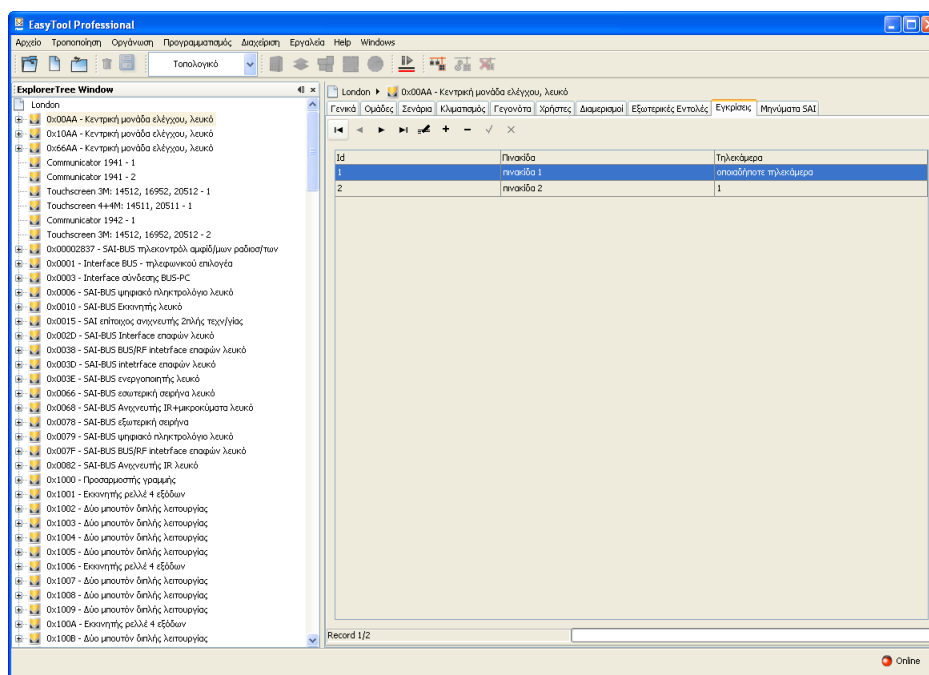 EasyTool Professional
Αρχείο Τροποποίηση Οργάνωση Προγραμματισμός Διαχείριση Εργαλεία Help Windows
Τοπολογικό
ExplorerTree Window
London
0x00AA - Κεντρική μονάδα ελέγχου, λευκό
0x10AA - Κεντρική μονάδα ελέγχου, λευκό
0x66AA - Κεντρική μονάδα ελέγχου, λευκό
Communicator 1941 - 1
Communicator 1941 - 2
Touchscreen 3M: 14512, 16952, 20512 - 1
Touchscreen 4+4M: 14511, 20511 - 1
Communicator 1942 - 1
Touchscreen 3M: 14512, 16952, 20512 - 2
0x00002837 - SAI-BUS τηλεκοντρόλ αμφίδ/μων ραδιοσ/των
0x0001 - Interface BUS - τηλεφωνικού επιλογέα
0x0003 - Interface σύνδεσης BUS-PC
0x0006 - SAI-BUS ψηφιακό πληκτρολόγιο λευκό
0x0010 - SAI-BUS Εκκινητής λευκό
0x0015 - SAI επίτοιχος ανιχνευτής 2πλής τεχν/γίας
0x002D - SAI-BUS Interface επαφών λευκό
0x0038 - SAI-BUS BUS/RF intetrface επαφών λευκό
0x003D - SAI-BUS intetrface επαφών λευκό
0x003E - SAI-BUS ενεργοποιητής λευκό
0x0066 - SAI-BUS εσωτερική σειρήνα λευκό
0x0068 - SAI-BUS Ανιχνευτής IR+μικροκύματα λευκό
0x0078 - SAI-BUS εξωτερική σειρήνα
0x0079 - SAI-BUS ψηφιακό πληκτρολόγιο λευκό
0x007F - SAI-BUS BUS/RF intetrface επαφών λευκό
0x0082 - SAI-BUS Ανιχνευτής IR λευκό
0x1000 - Προσαρμοστής γραμμής
0x1001 - Εκκινητής ρελλέ 4 εξόδων
0x1002 - Δύο μπουτόν διπλής λειτουργίας
0x1003 - Δύο μπουτόν διπλής λειτουργίας
0x1004 - Δύο μπουτόν διπλής λειτουργίας
0x1005 - Δύο μπουτόν διπλής λειτουργίας
0x1006 - Εκκινητής ρελλέ 4 εξόδων
0x1007 - Δύο μπουτόν διπλής λειτουργίας
0x1008 - Δύο μπουτόν διπλής λειτουργίας
0x1009 - Δύο μπουτόν διπλής λειτουργίας
0x100A - Εκκινητής ρελλέ 4 εξόδων
0x100B - Δύο μπουτόν διπλής λειτουργίας
London 0x00AA - Κεντρική μονάδα ελέγχου, λευκό
Γενικά Ομάδες Σενάρια Κλιματισμός Γεγονότα Χρήστες Διαμερισμοί Εξωτερικές Εντολές Εγκρίσεις Μηνύματα SAI
Id Πινακίδα Τηλεκάμερα
1 πινακίδα 1 οποιαδήποτε τηλεκάμερα
2 πινακίδα 2 1
Record 1/2
Online